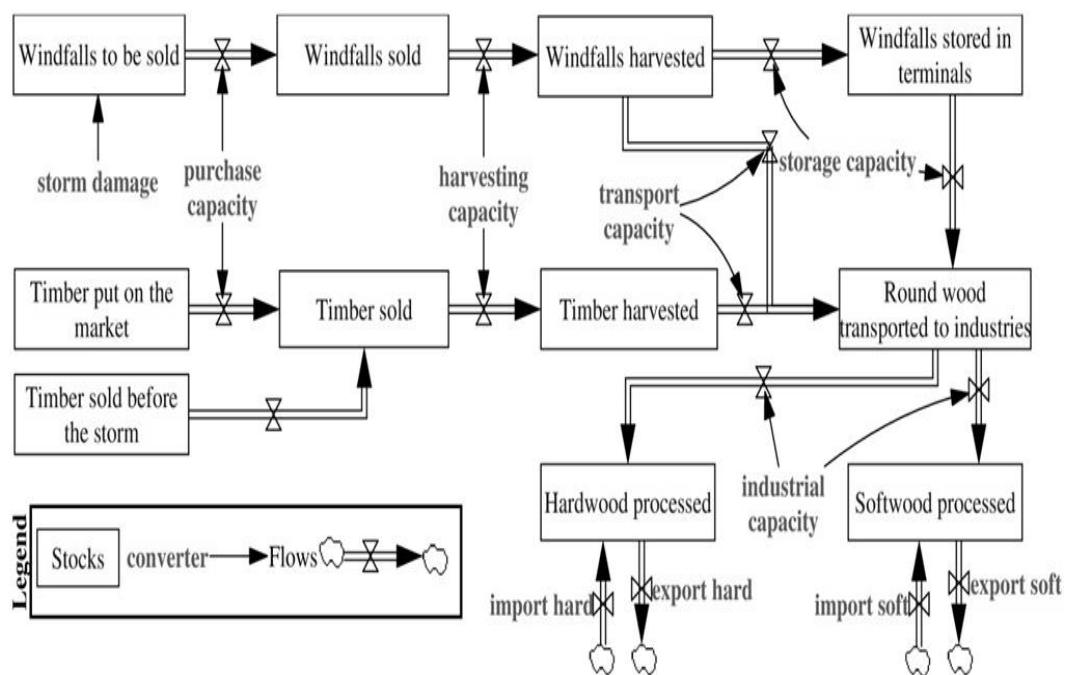 Windfalls to be sold
Windfalls sold
Windfalls harvested
Windfalls stored in
terminals
storm damage
purchase
capacity
harvesting
capacity
transport
capacity
storage capacity
Timber put on the
market
Timber sold
Timber harvested
Round wood
transported to industries
Timber sold before
the storm
Hardwood processed
industrial
capacity
Softwood processed
Legend
Stocks
converter
Flows
import hard
export hard
import soft
export soft